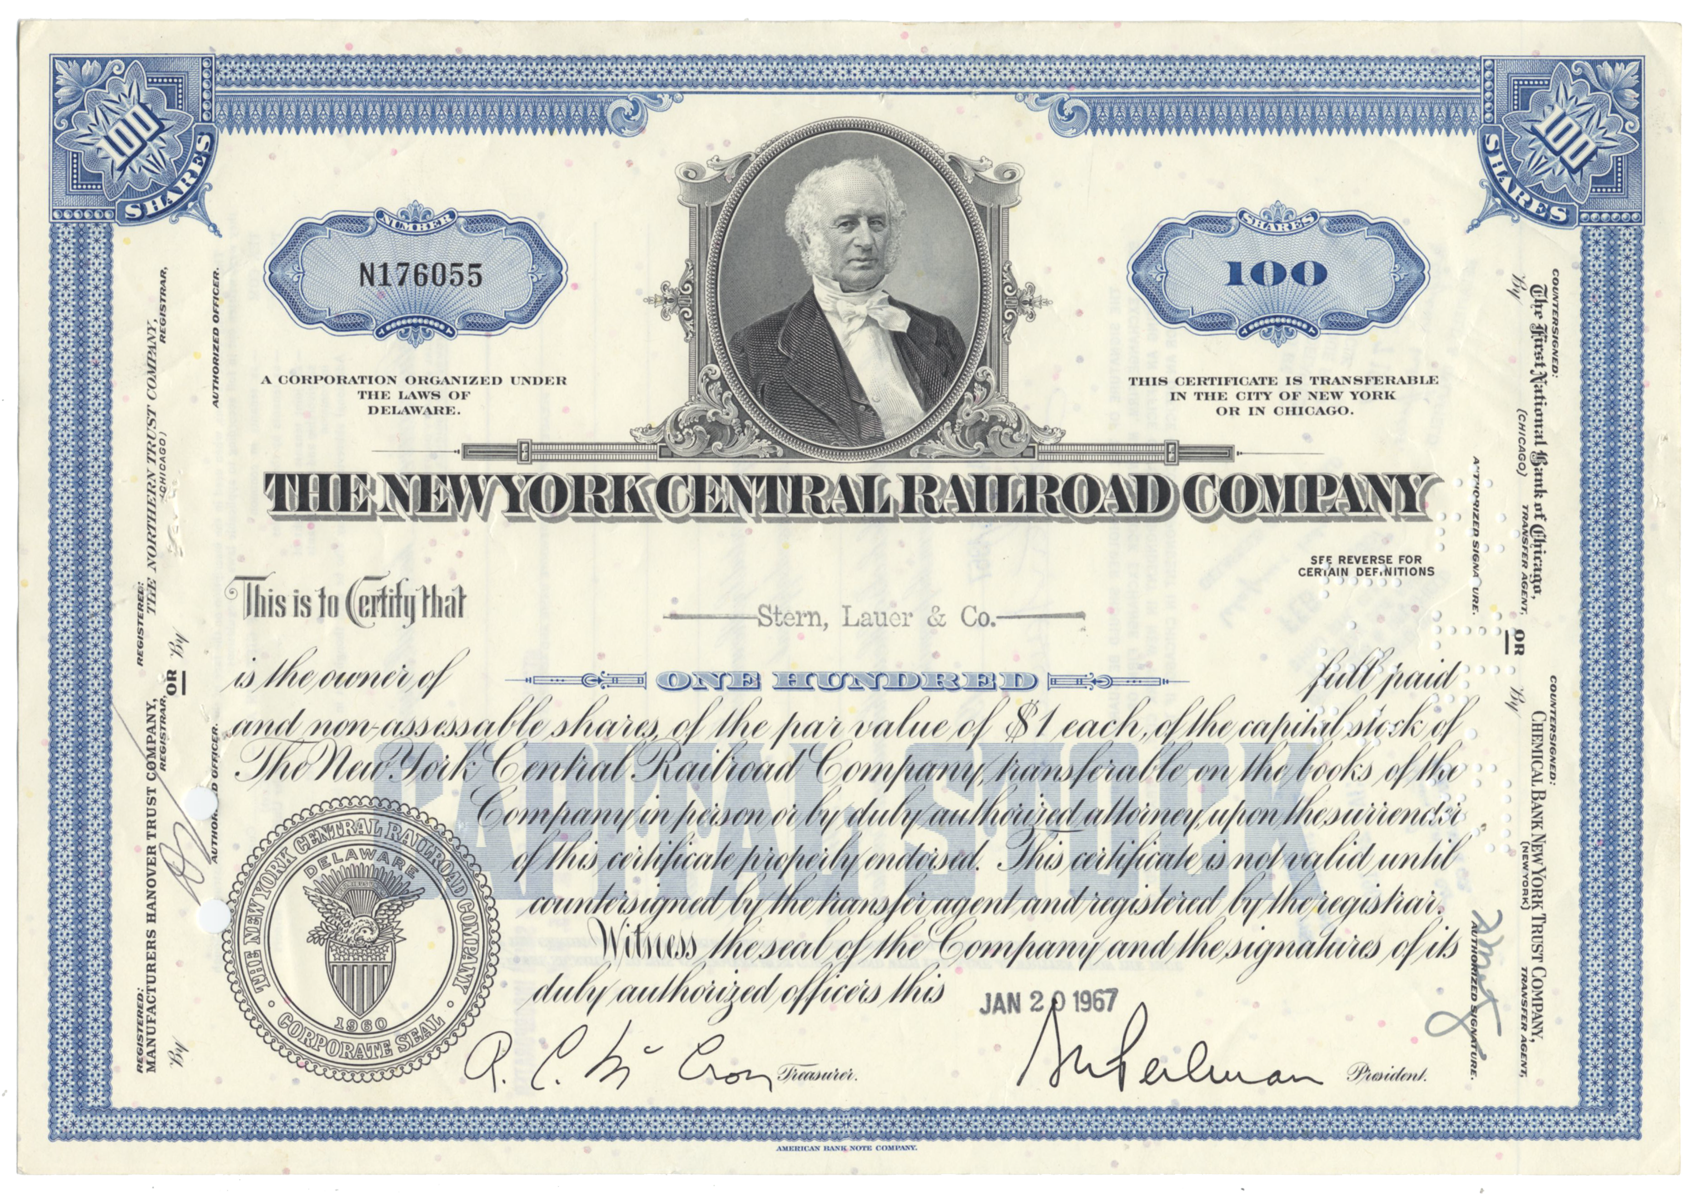 100
SHARES
100
SHARES
NUMBER
N176055
SHARES
100
A CORPORATION ORGANIZED UNDER
THE LAWS OF
DELAWARE.
THIS CERTIFICATE IS TRANSFERABLE
IN THE CITY OF NEW YORK
OR IN CHICAGO.
THE NEW YORK CENTRAL RAILROAD COMPANY
SEE REVERSE FOR
CERTAIN DEFINITIONS
This is to Certify that
Stern, Lauer & Co.
is the owner of
ONE HUNDRED
full paid
and non-assessable shares, of the par value of $1 each, of the capital stock of
The New York Central Railroad Company, transferable on the books of the
Company in person or by duly authorized attorney, upon the surrender
of this certificate properly endorsed. This certificate is not valid until
countersigned by the transfer agent and registered by the registrar.
Witness the seal of the Company and the signatures of its
duly authorized officers this
JAN 20 1967
CAPITAL STOCK
THE NEW YORK CENTRAL RAILROAD COMPANY
DELAWARE
1960
CORPORATE SEAL
R. C. Mc Cron
Treasurer.
Perlman
President.
AMERICAN BANK NOTE COMPANY.
REGISTERED:
THE NORTHERN TRUST COMPANY,
(CHICAGO)
REGISTRAR,
By
AUTHORIZED OFFICER.
OR
REGISTERED:
MANUFACTURERS HANOVER TRUST COMPANY,
REGISTRAR,
By
AUTHORIZED OFFICER.
COUNTERSIGNED:
The First National Bank of Chicago,
(CHICAGO)
TRANSFER AGENT,
By
AUTHORIZED SIGNATURE.
OR
COUNTERSIGNED:
CHEMICAL BANK NEW YORK TRUST COMPANY,
(NEW YORK)
TRANSFER AGENT,
By
AUTHORIZED SIGNATURE.